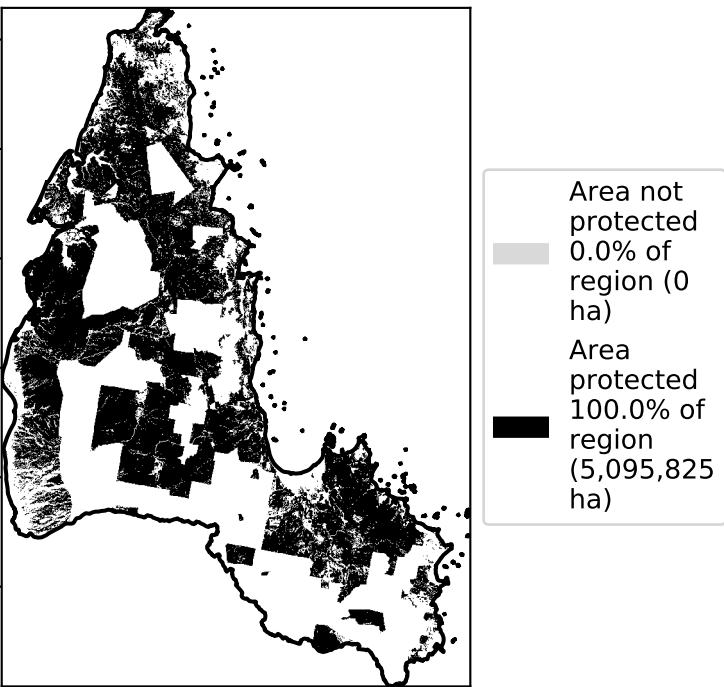 Area not
protected
0.0% of
region (0
ha)
Area
protected
100.0% of
region
(5,095,825
ha)